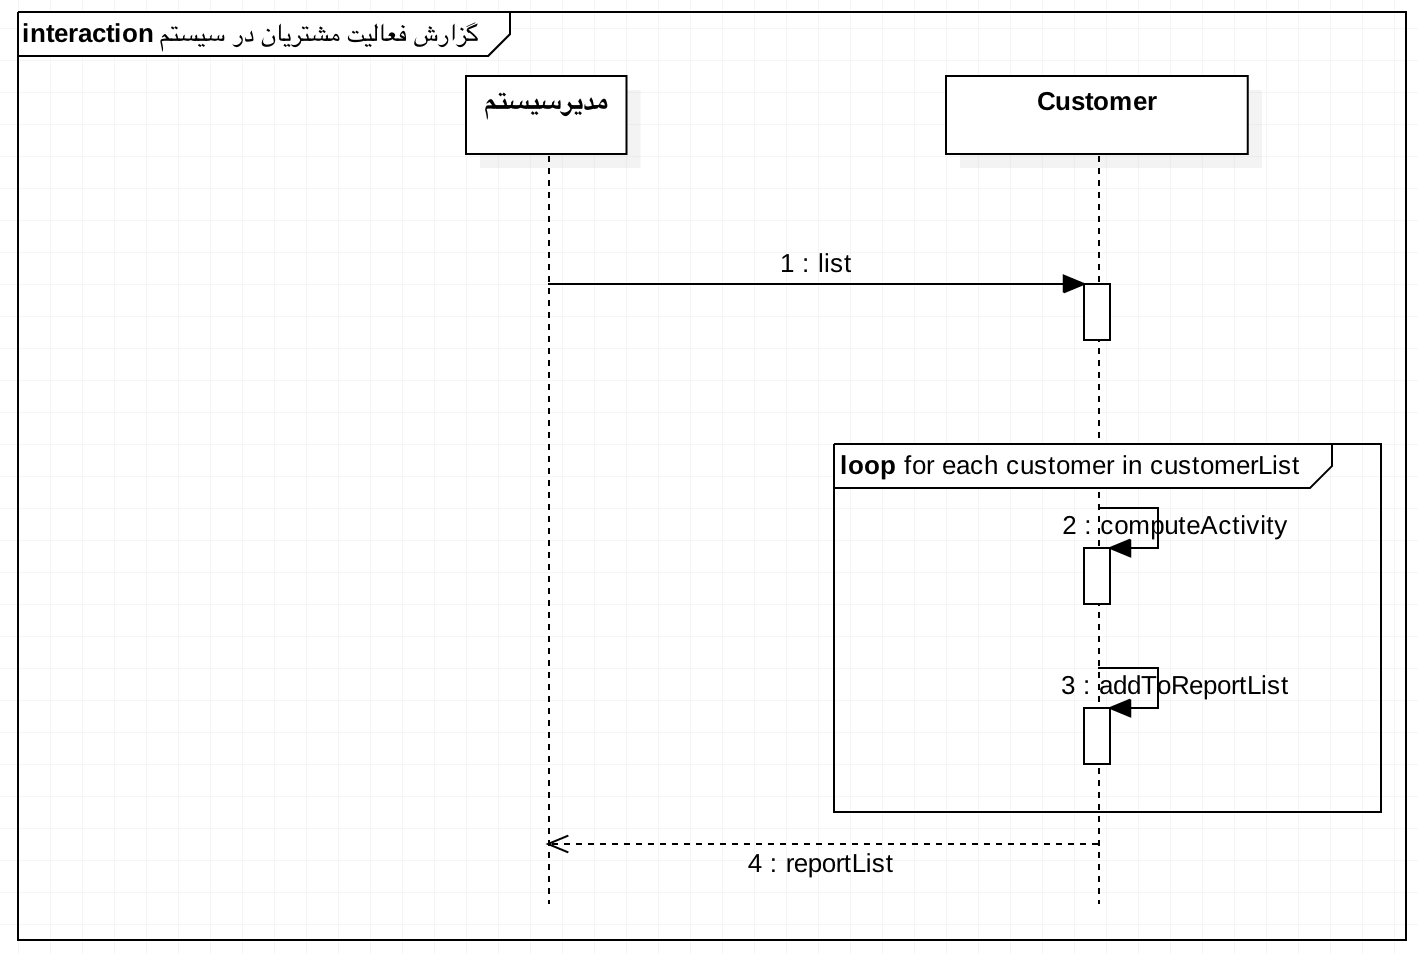 interaction گزارش فعالیت مشتریان در سیستم
مدیرسیستم
Customer
1 : list
loop for each customer in customerList
2 : computeActivity
3 : addToReportList
4 : reportList